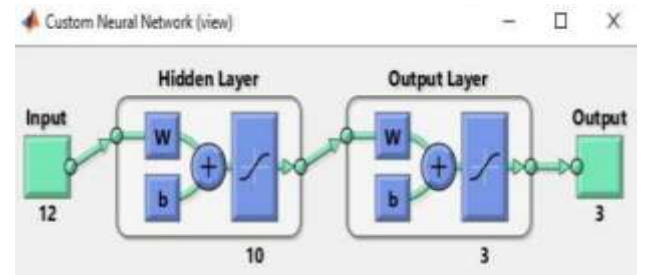 Custom Neural Network (view)
Hidden Layer
Output Layer
Input
Output
W
W
b
b
12
10
3
3